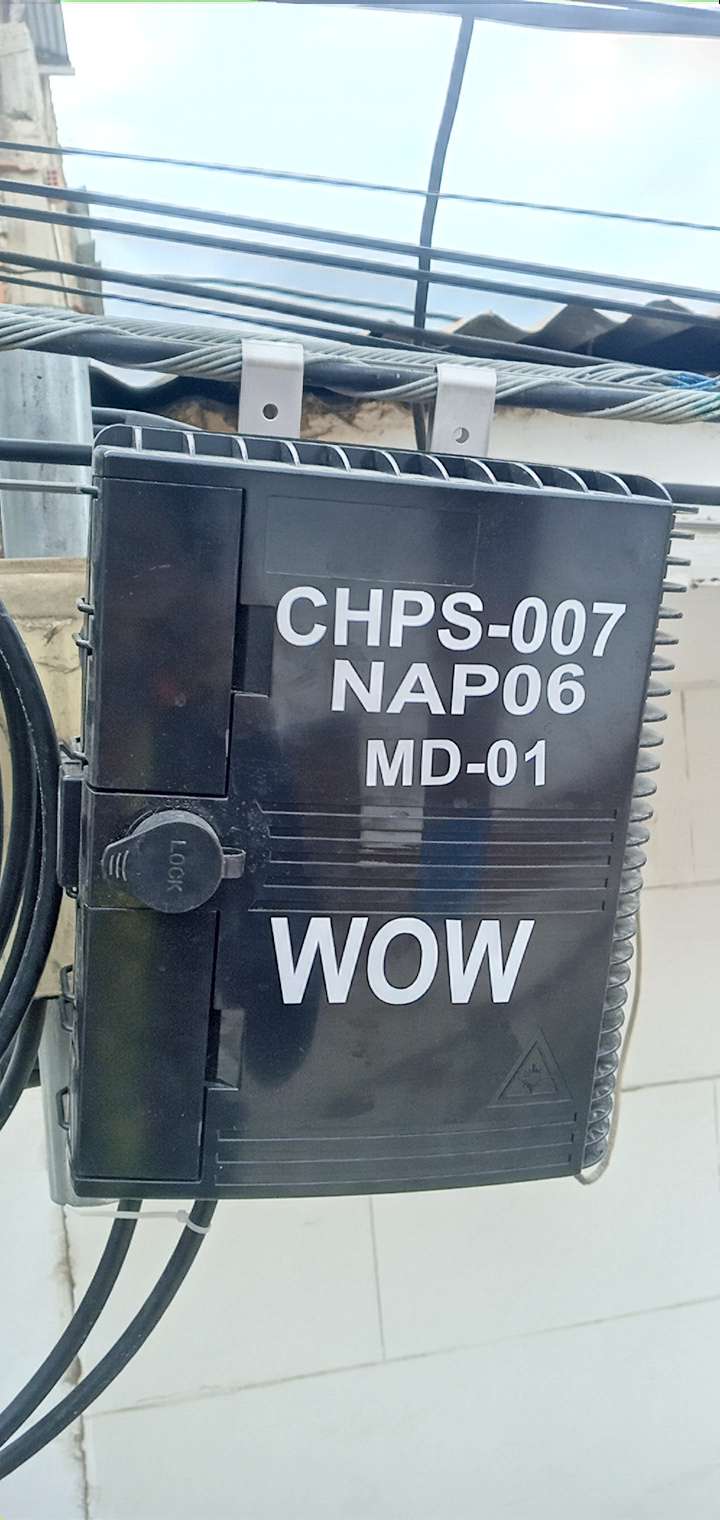 CHPS-007
NAP06
MD-01
LOCK
WOW